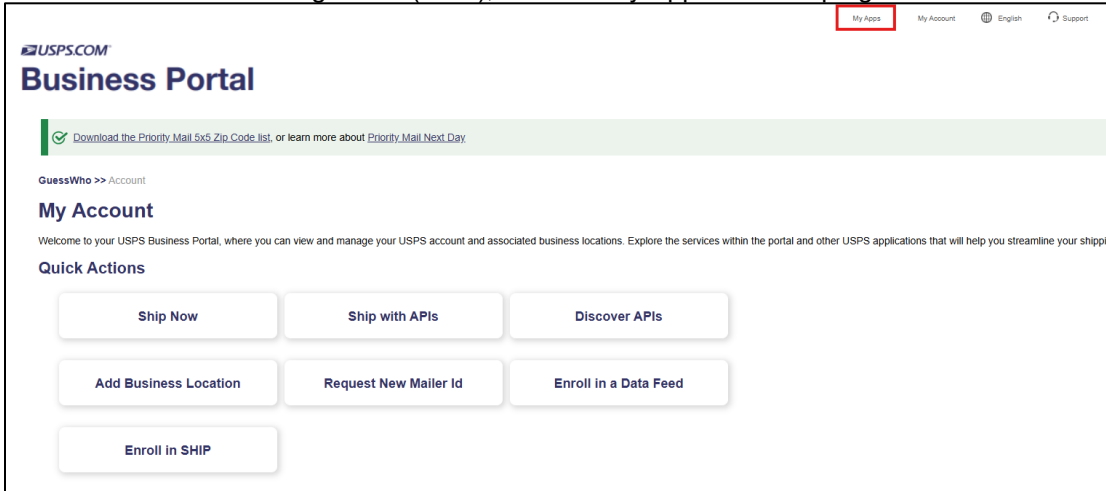 My Apps My Account English Support
USPS.COM
Business Portal
Download the Priority Mail 5x5 Zip Code list, or learn more about Priority Mail Next Day
GuessWho >> Account
My Account
Welcome to your USPS Business Portal, where you can view and manage your USPS account and associated business locations. Explore the services within the portal and other USPS applications that will help you streamline your
Quick Actions
Ship Now Ship with APIs Discover APIs
Add Business Location Request New Mailer Id Enroll in a Data Feed
Enroll in SHIP